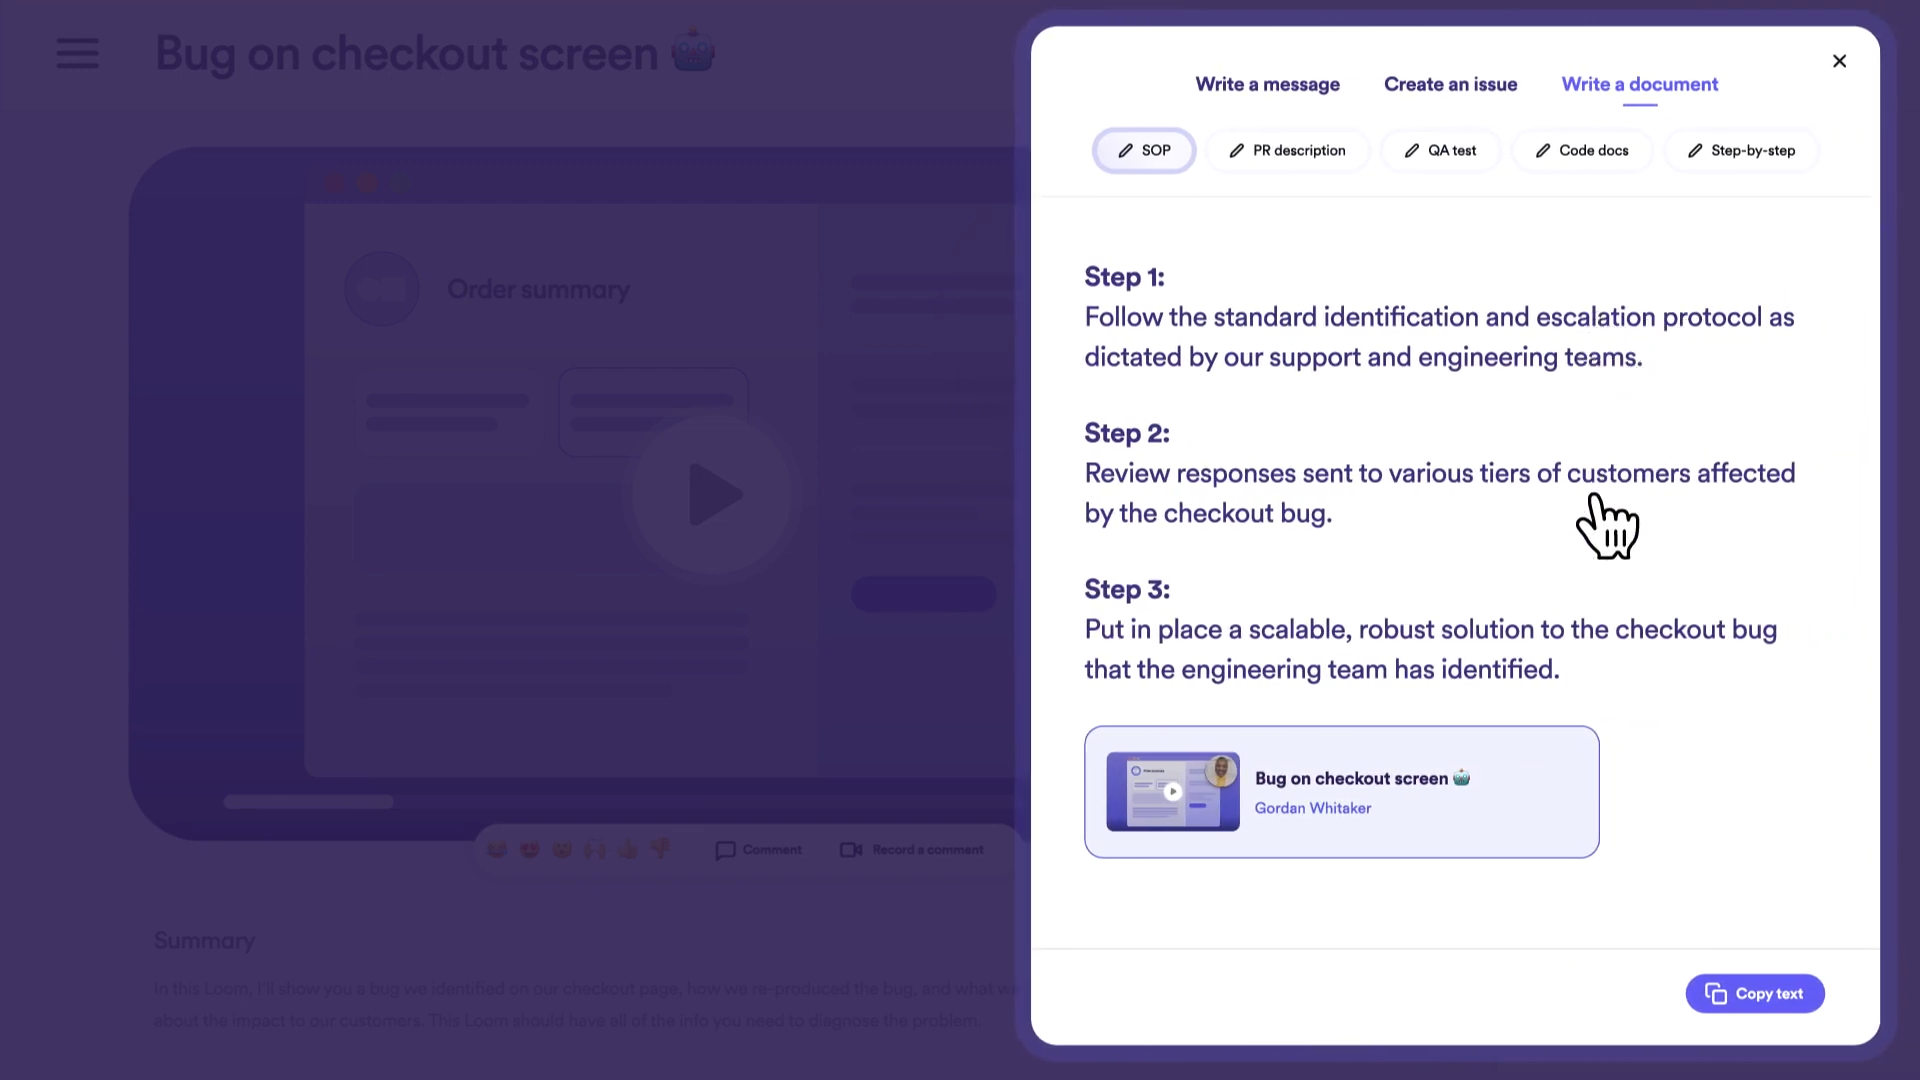 Bug on checkout screen
Order summary
Comment
Record a comment
Summary
In this Loom, I'll show you a bug we identified on our checkout page, how we re-produced the bug, and what we
about the impact to our customers. This Loom should have all of the info you need to diagnose the problem.
Write a message
Create an issue
Write a document
SOP
PR description
QA test
Code docs
Step-by-step
Step 1:
Follow the standard identification and escalation protocol as
dictated by our support and engineering teams.
Step 2:
Review responses sent to various tiers of customers affected
by the checkout bug.
Step 3:
Put in place a scalable, robust solution to the checkout bug
that the engineering team has identified.
Bug on checkout screen
Gordan Whitaker
Copy text